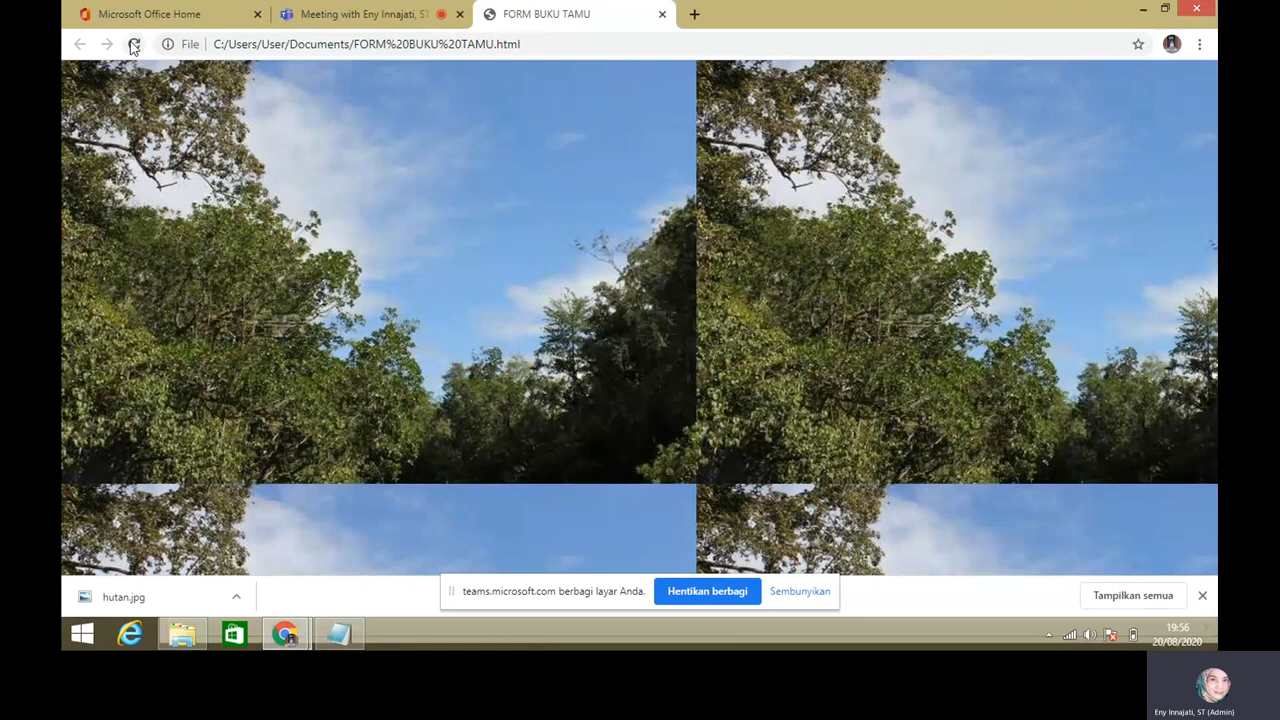 Microsoft Office Home
Meeting with Eny Innajati, ST
FORM BUKU TAMU
File
C:/Users/User/Documents/FORM%20BUKU%20TAMU.html
hutan.jpg
teams.microsoft.com berbagi layar Anda.
Hentikan berbagi
Sembunyikan
Tampilkan semua
19:56
20/08/2020
Eny Innajati, ST (Admin)